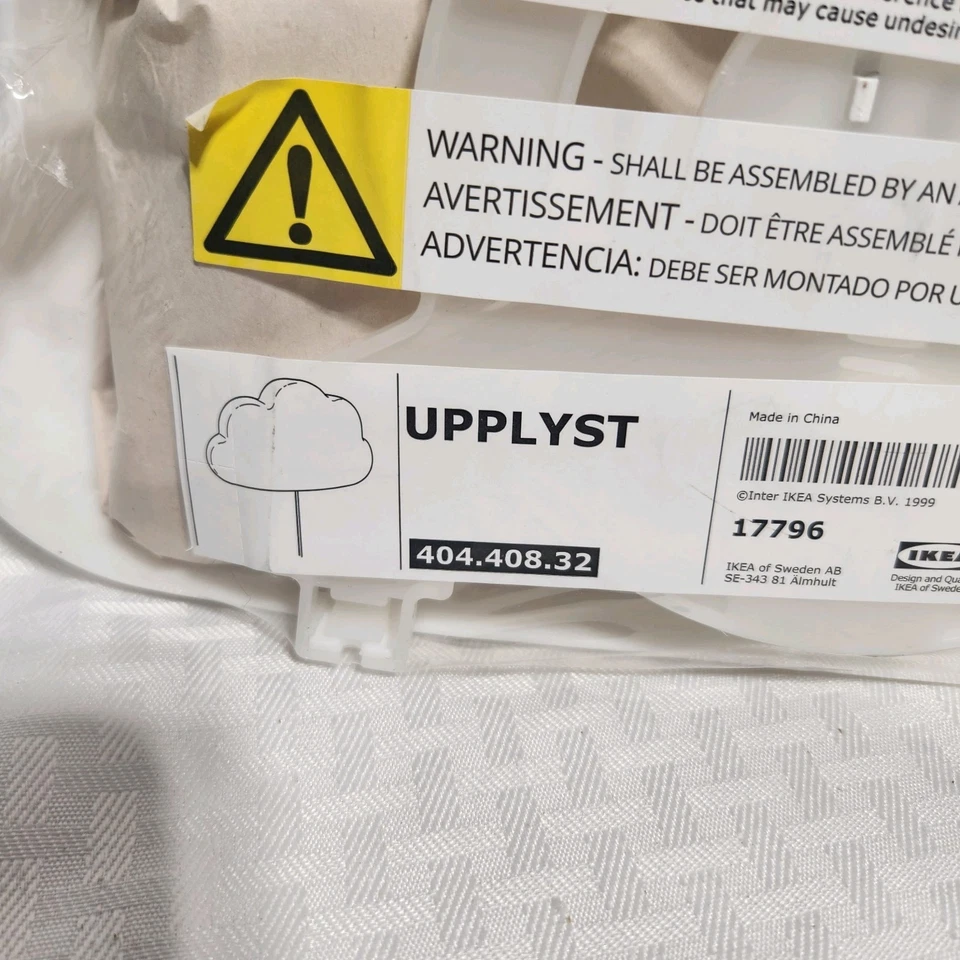 that may cause undesir
WARNING - SHALL BE ASSEMBLED BY AN
AVERTISSEMENT - DOIT ÊTRE ASSEMBLÉ
ADVERTENCIA: DEBE SER MONTADO POR U
UPPLYST
404.408.32
Made in China
©Inter IKEA Systems B.V. 1999
17796
IKEA of Sweden AB
SE-343 81 Älmhult
IKEA
Design and Qua
IKEA of Swede